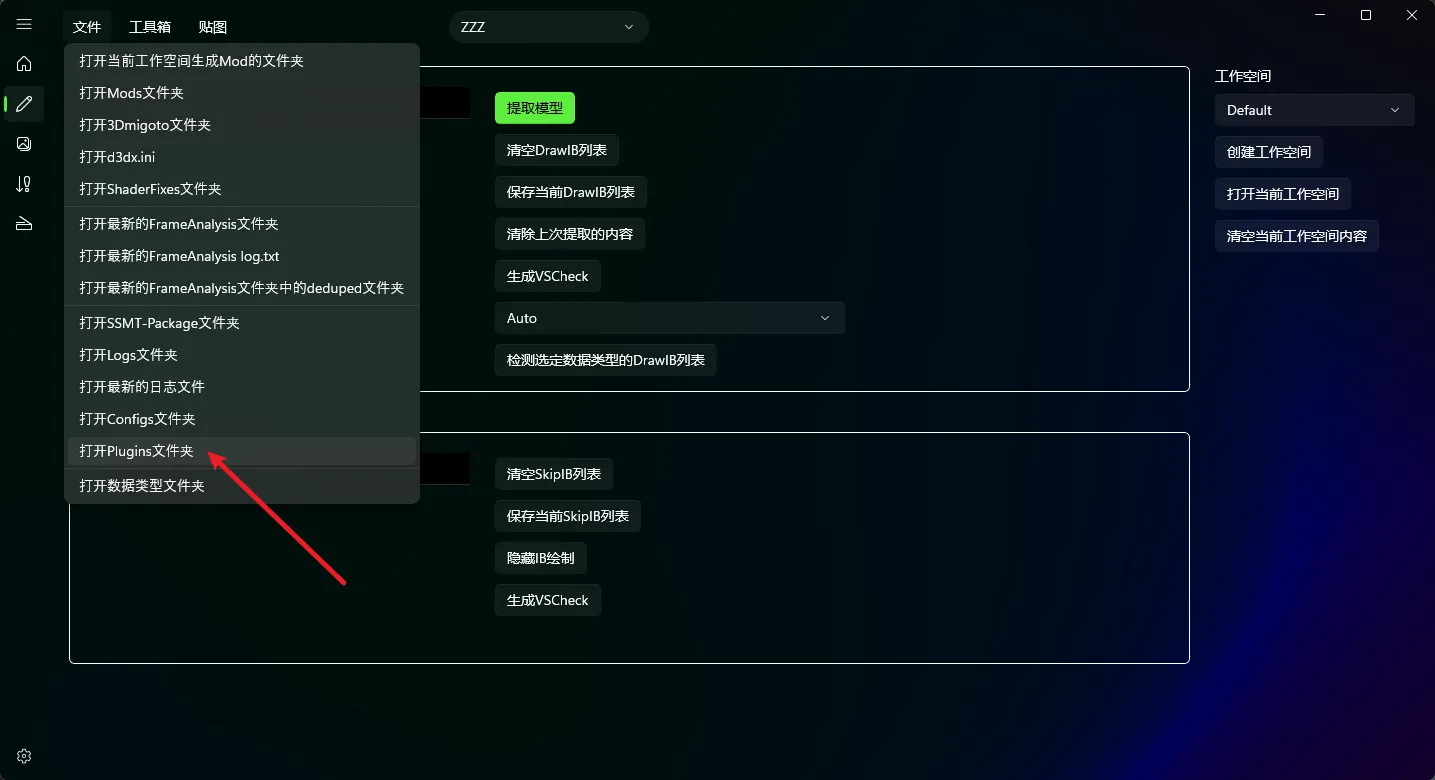 文件 工具箱 贴图
ZZZ
打开当前工作空间生成Mod的文件夹
打开Mods文件夹
打开3Dmigoto文件夹
打开d3dx.ini
打开ShaderFixes文件夹
打开最新的FrameAnalysis文件夹
打开最新的FrameAnalysis log.txt
打开最新的FrameAnalysis文件夹中的deduped文件夹
打开SSMT-Package文件夹
打开Logs文件夹
打开最新的日志文件
打开Configs文件夹
打开Plugins文件夹
打开数据类型文件夹
提取模型
清空DrawIB列表
保存当前DrawIB列表
清除上次提取的内容
生成VSCheck
Auto
检测选定数据类型的DrawIB列表
清空SkipIB列表
保存当前SkipIB列表
隐藏IB绘制
生成VSCheck
工作空间
Default
创建工作空间
打开当前工作空间
清空当前工作空间内容